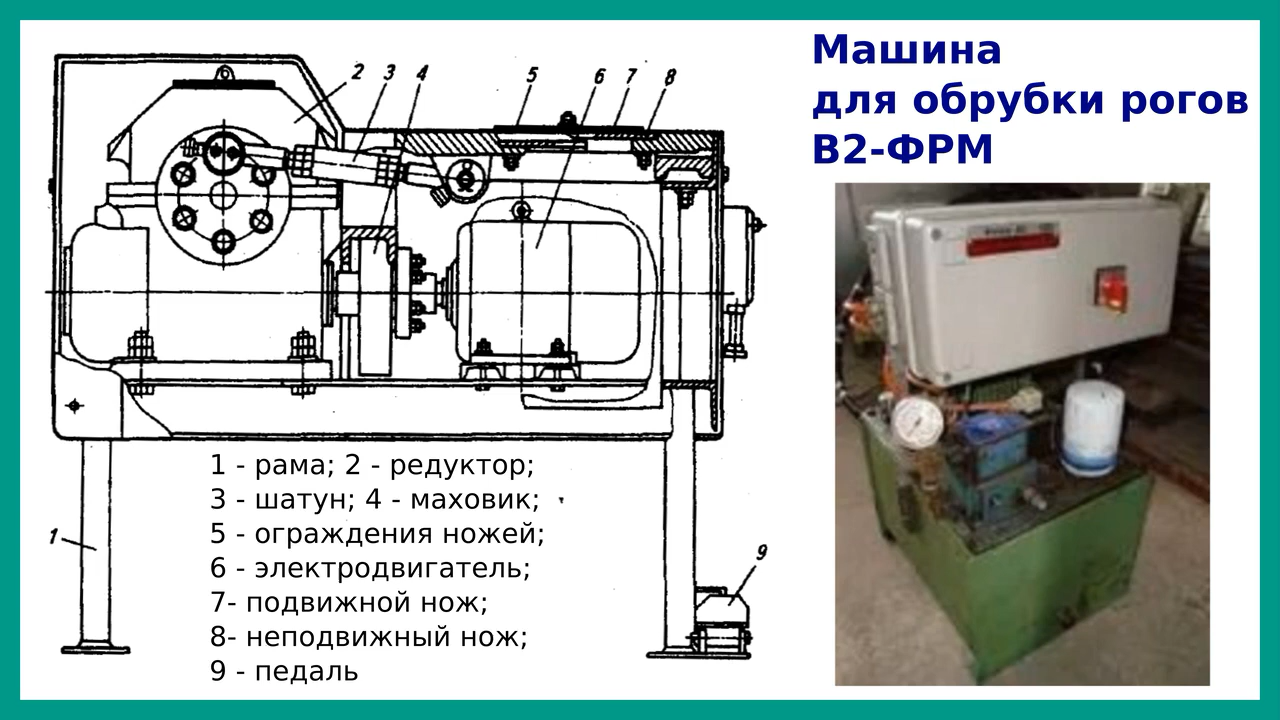 Машина
для обрубки рогов
В2-ФРМ
2 3 4 5 6 7 8
1
9
1 - рама; 2 - редуктор;
3 - шатун; 4 - маховик;
5 - ограждения ножей;
6 - электродвигатель;
7- подвижной нож;
8- неподвижный нож;
9 - педаль